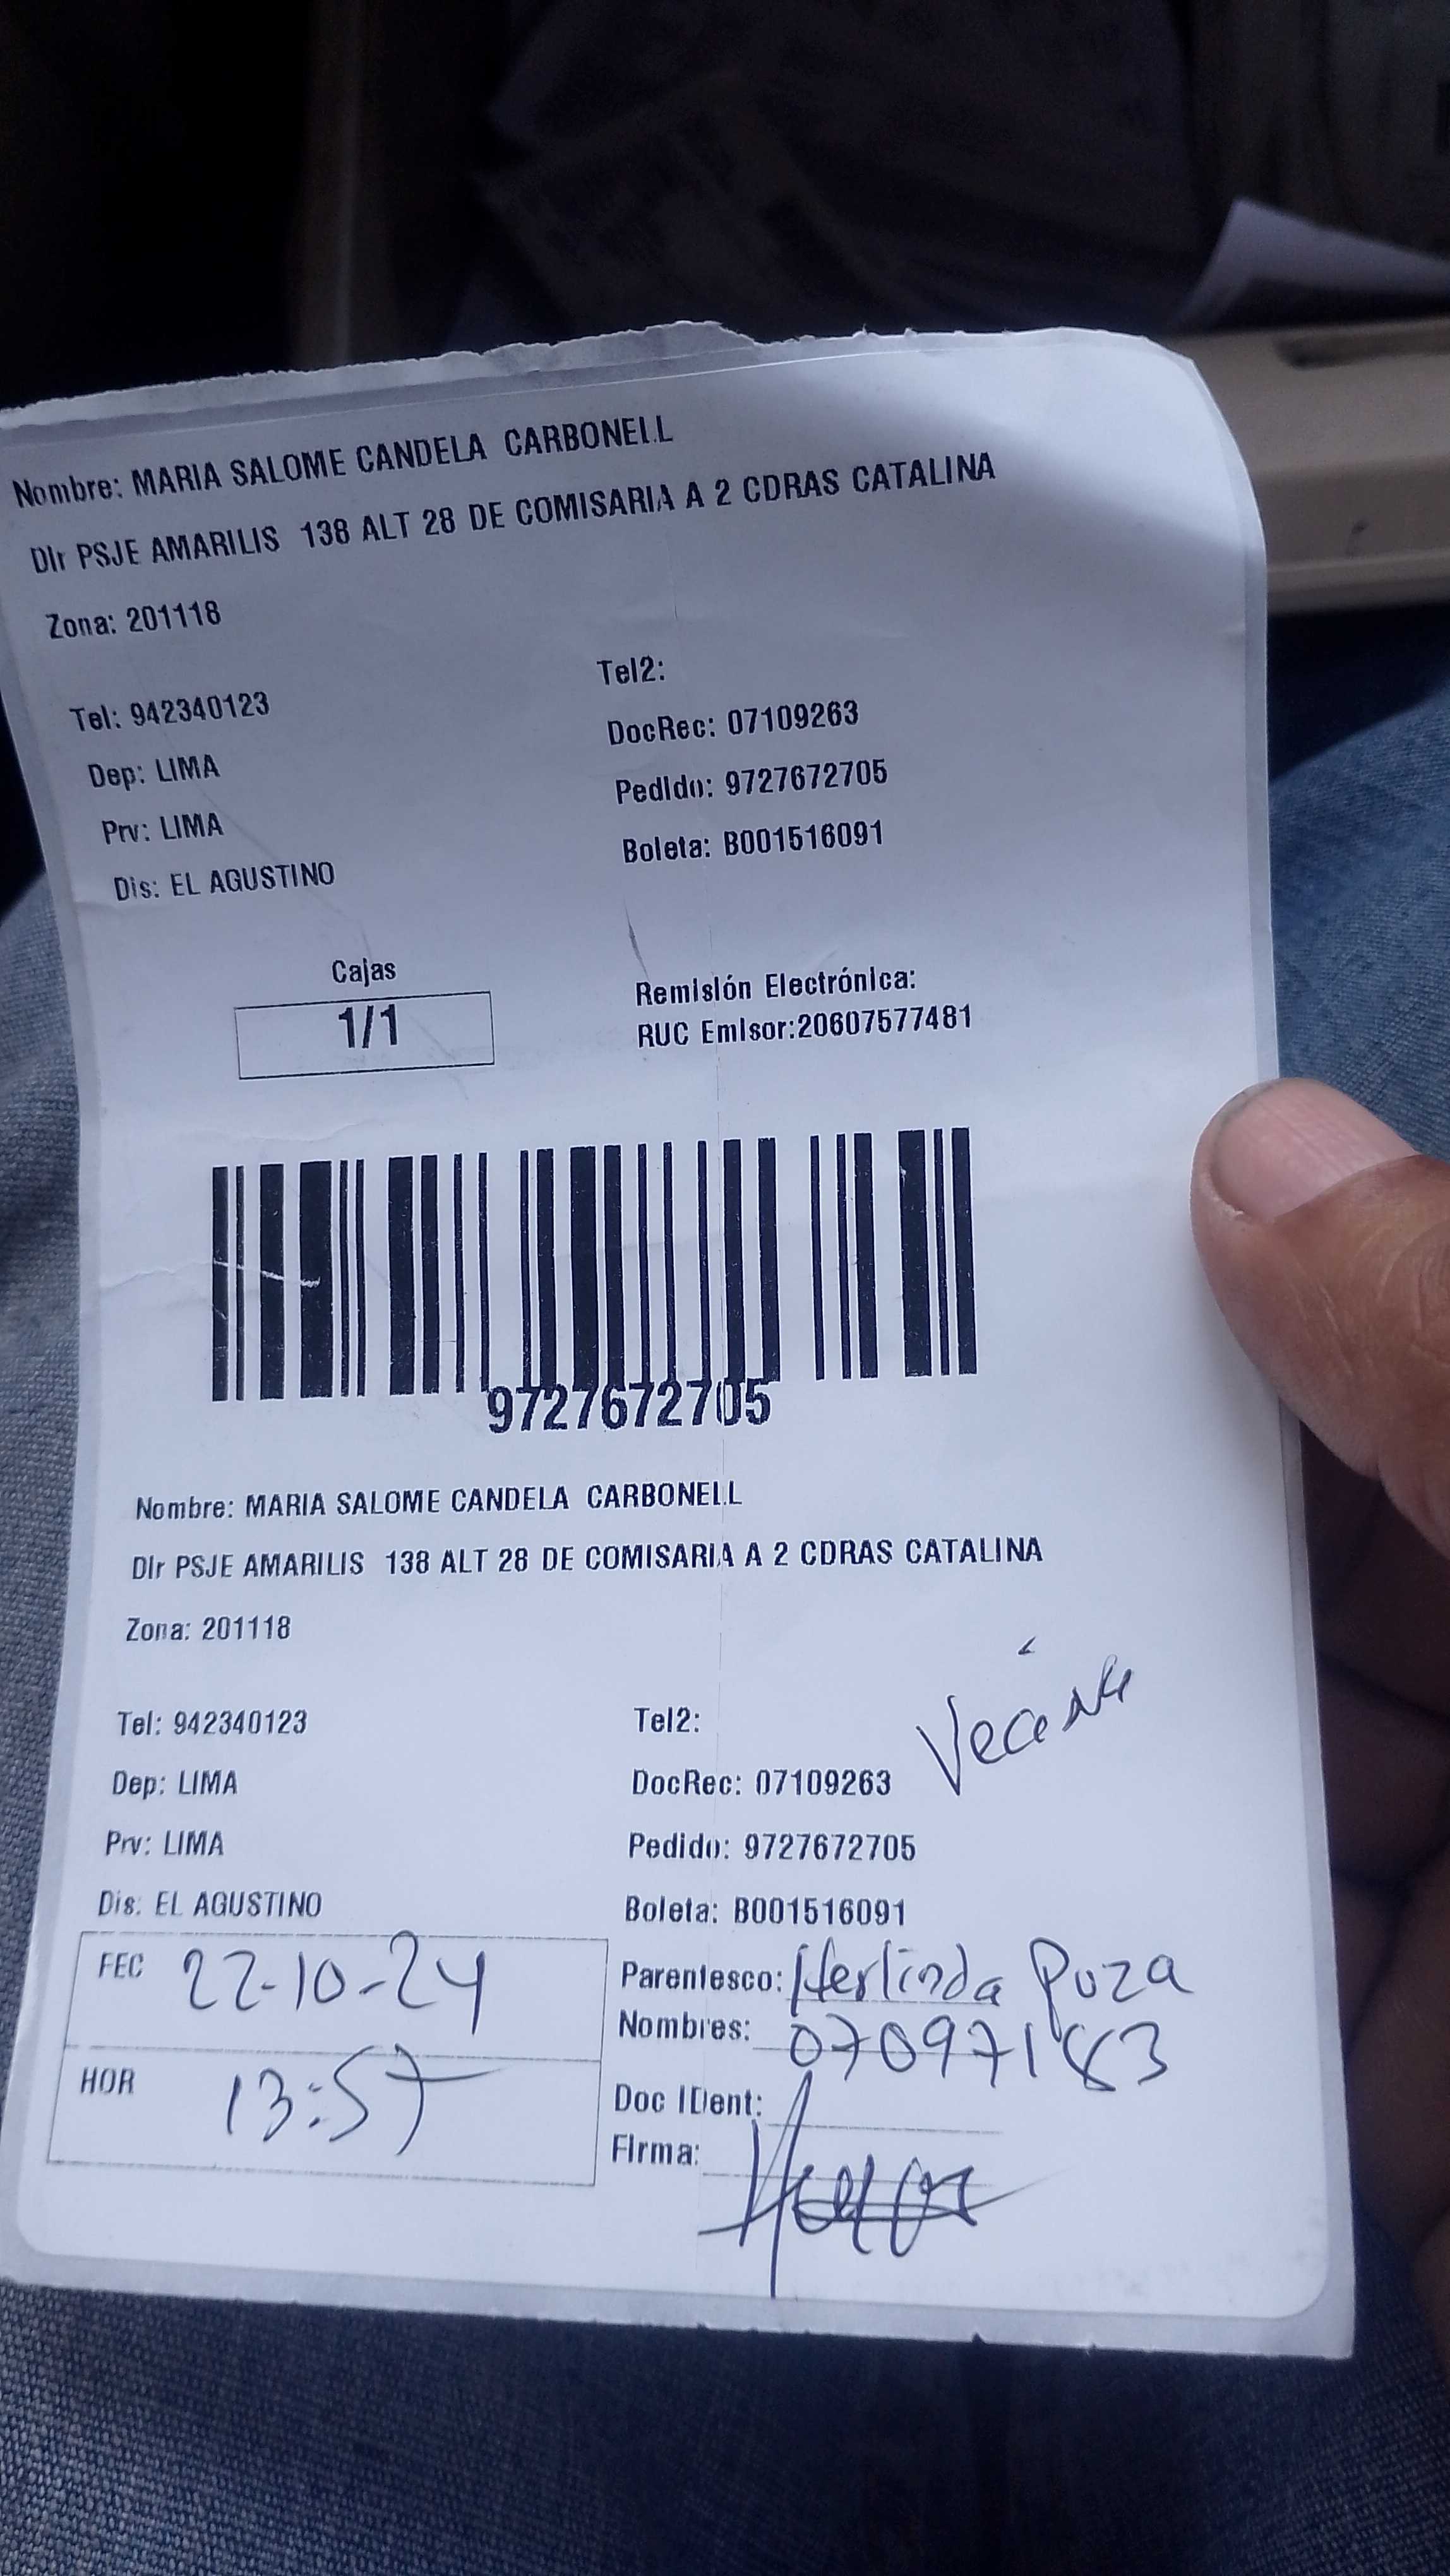 Nombre: MARIA SALOME CANDELA CARBONELL
Dir PSJE AMARILIS 138 ALT 28 DE COMISARIA A 2 CDRAS CATALINA
Zona: 201118
Tel: 942340123
Tel2:
Dep: LIMA
DocRec: 07109263
Prv: LIMA
Pedido: 9727672705
Dis: EL AGUSTINO
Boleta: B001516091
Cajas
1/1
Remisión Electrónica:
RUC Emisor:20607577481
9727672705
Nombre: MARIA SALOME CANDELA CARBONELL
Dir PSJE AMARILIS 138 ALT 28 DE COMISARIA A 2 CDRAS CATALINA
Zona: 201118
Vecina
Tel: 942340123
Tel2:
Dep: LIMA
DocRec: 07109263
Prv: LIMA
Pedido: 9727672705
Dis: EL AGUSTINO
Boleta: B001516091
FEC 22-10-24
Parentesco: Herlinda Poza
Nombres: 07097183
HOR 13:57
Doc IDent:
Firma: